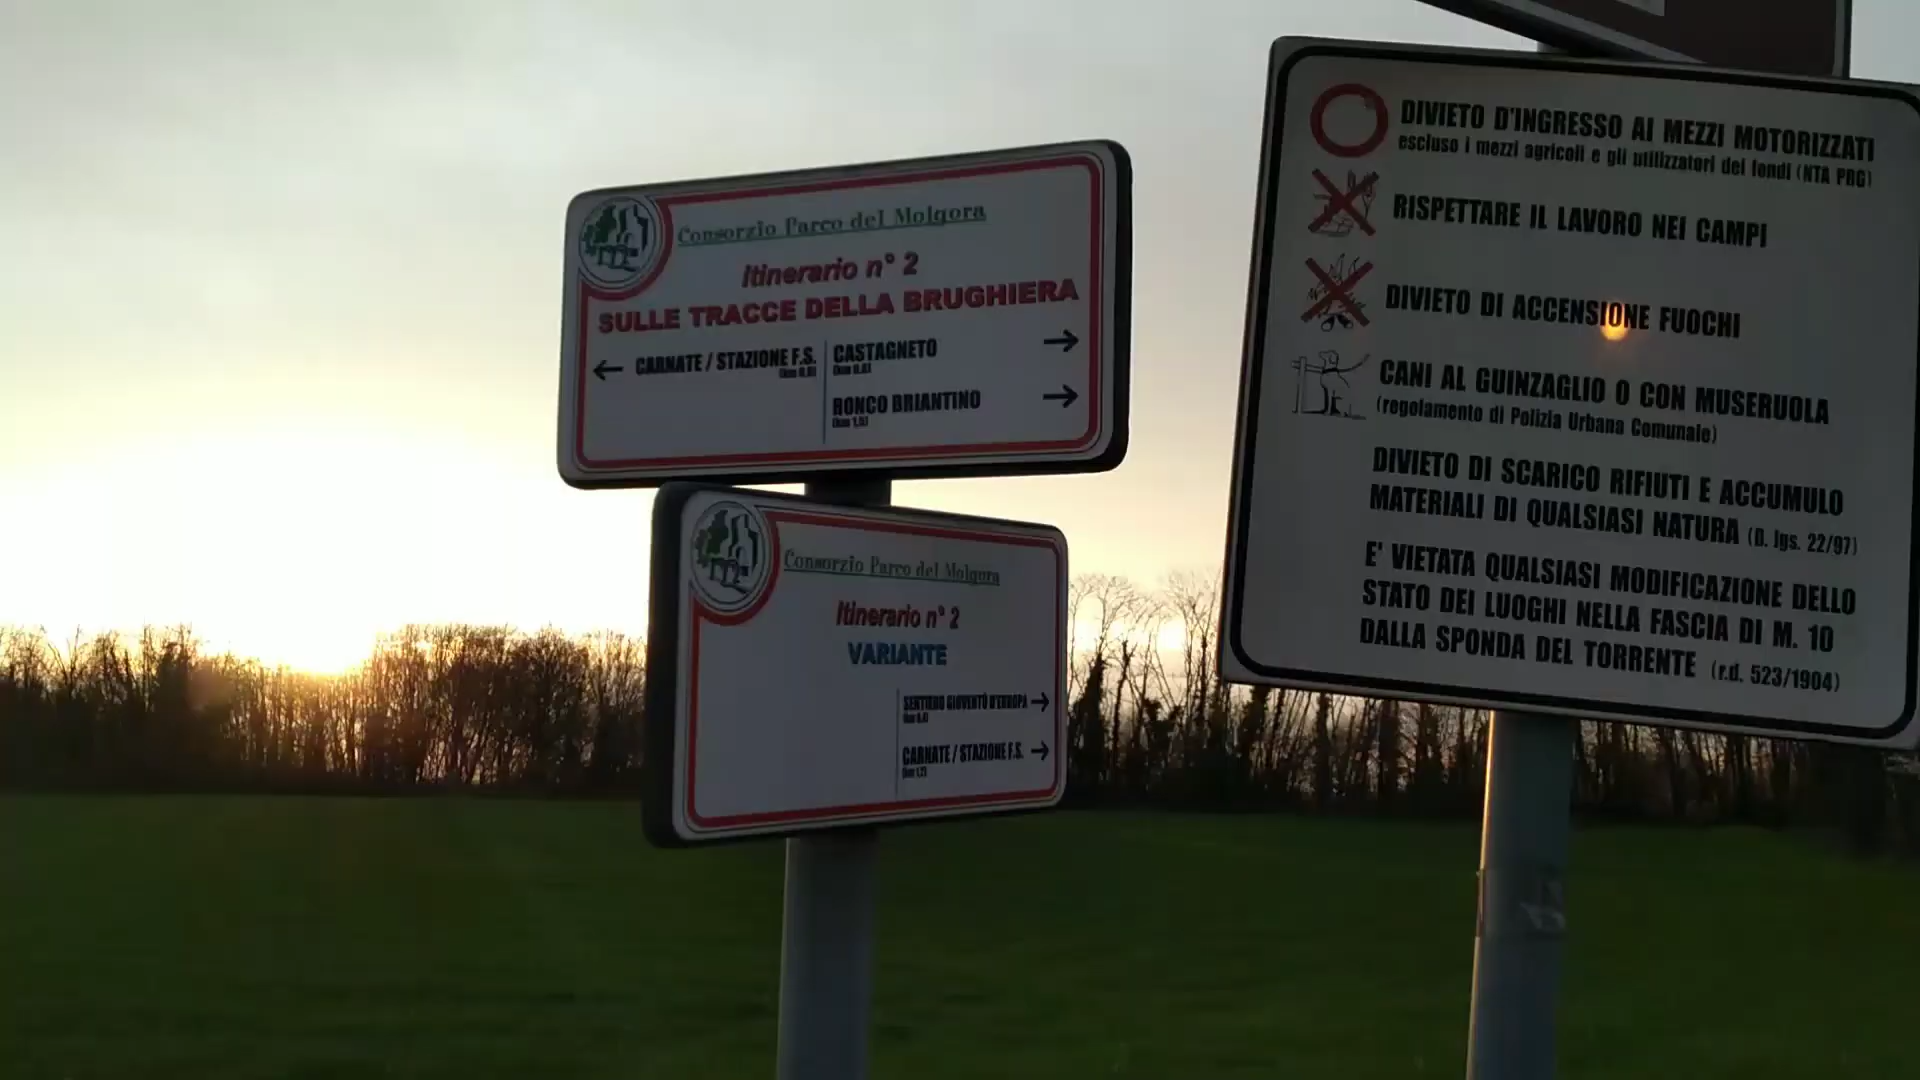 Consorzio Parco del Molgora
Itinerario n° 2
SULLE TRACCE DELLA BRUGHIERA
← CARNATE / STAZIONE F.S.
CASTAGNETO →
RONCO BRIANTINO →
(km 1,5)
Consorzio Parco del Molgora
Itinerario n° 2
VARIANTE
SENTIERO GIOVENTÙ D'EUROPA →
CARNATE / STAZIONE F.S. →
DIVIETO D'INGRESSO AI MEZZI MOTORIZZATI
escluso i mezzi agricoli e gli utilizzatori dei fondi (NTA PRG)
RISPETTARE IL LAVORO NEI CAMPI
DIVIETO DI ACCENSIONE FUOCHI
CANI AL GUINZAGLIO O CON MUSERUOLA
(regolamento di Polizia Urbana Comunale)
DIVIETO DI SCARICO RIFIUTI E ACCUMULO
MATERIALI DI QUALSIASI NATURA (D. lgs. 22/97)
E' VIETATA QUALSIASI MODIFICAZIONE DELLO
STATO DEI LUOGHI NELLA FASCIA DI M. 10
DALLA SPONDA DEL TORRENTE (r.d. 523/1904)